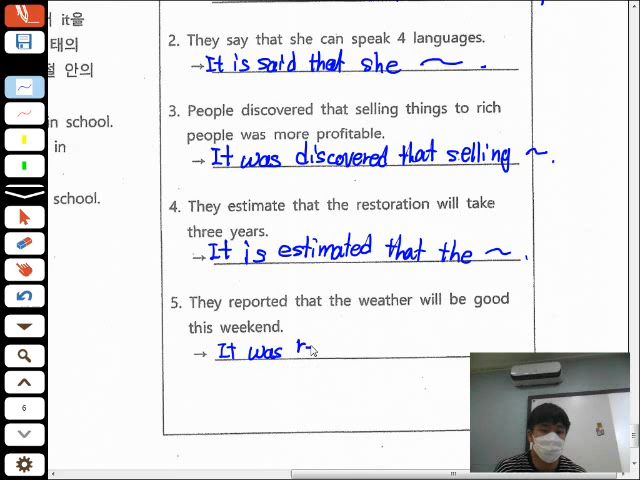 it을
태의
절 안의
in school.
in
school.
2. They say that she can speak 4 languages.
→ It is said that she ~ .
3. People discovered that selling things to rich
people was more profitable.
→ It was discovered that selling ~.
4. They estimate that the restoration will take
three years.
→ It is estimated that the ~ .
5. They reported that the weather will be good
this weekend.
→ It was r
6